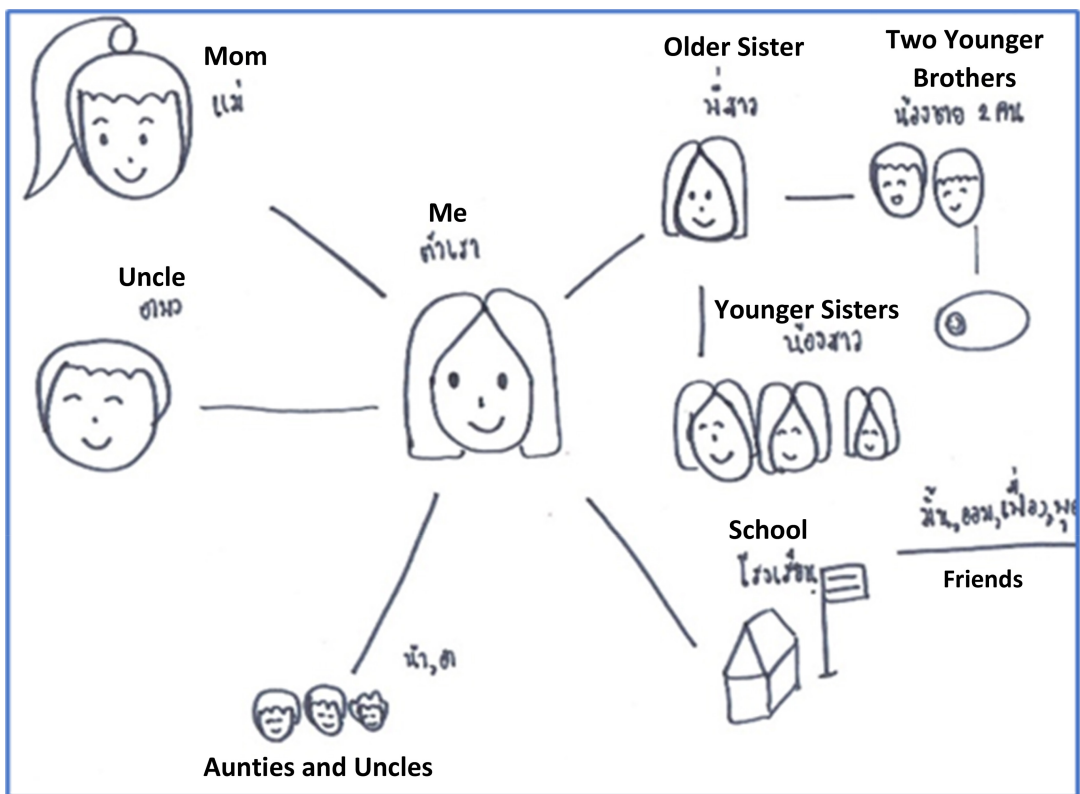 Mom
แม่
Older Sister
พี่สาว
Two Younger
Brothers
น้องชาย 2 คน
Me
ตัวเรา
Uncle
Younger Sisters
น้องสาว
School
โรงเรียน
Friends
น้า, อา
Aunties and Uncles